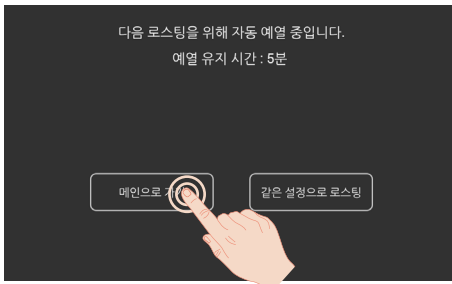 다음 로스팅을 위해 자동 예열 중입니다.
예열 유지 시간 : 5분
메인으로
같은 설정으로 로스팅